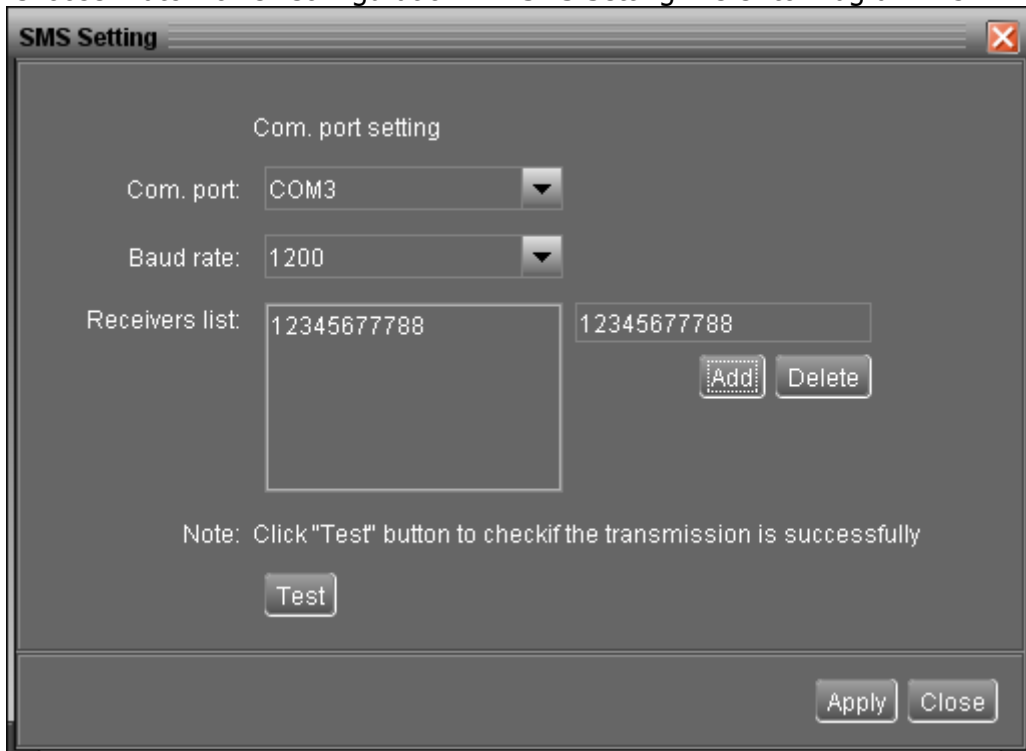 SMS Setting
Com. port setting
Com. port: COM3
Baud rate: 1200
Receivers list: 12345677788 12345677788
Add Delete
Note: Click "Test" button to checkif the transmission is successfully
Test
Apply Close